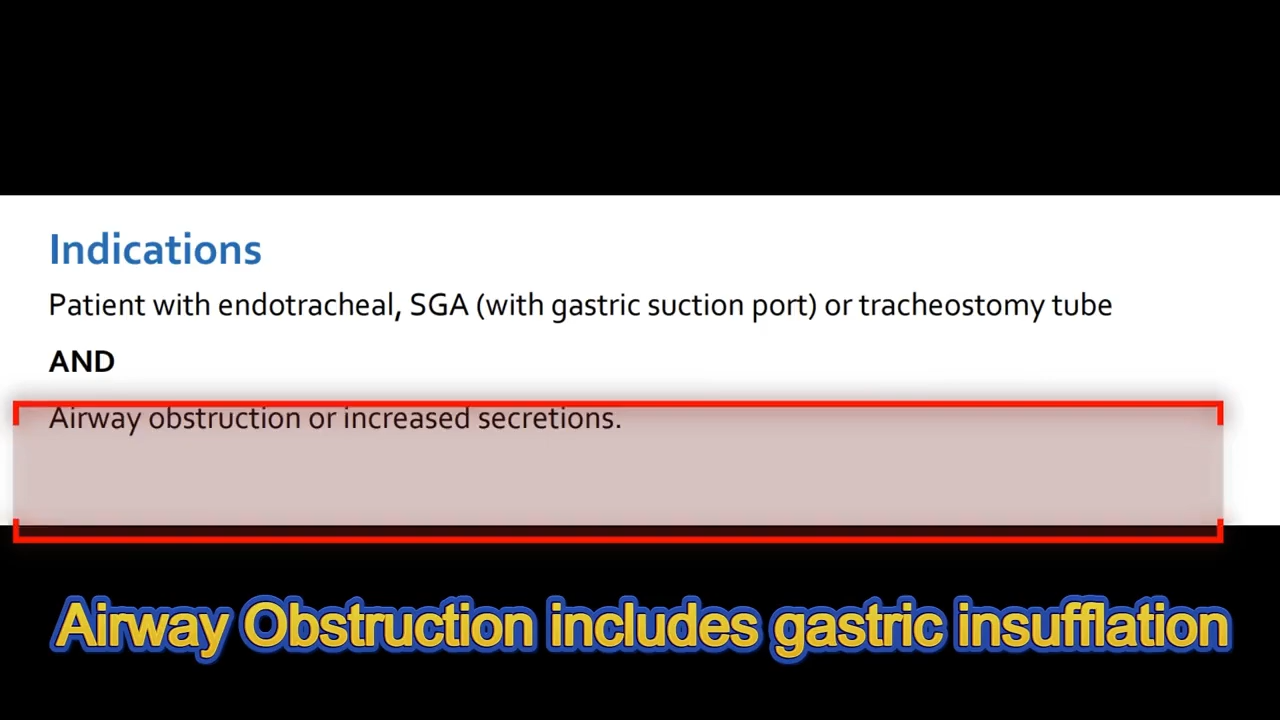 Indications
Patient with endotracheal, SGA (with gastric suction port) or tracheostomy tube
AND
Airway obstruction or increased secretions.
Airway Obstruction includes gastric insufflation